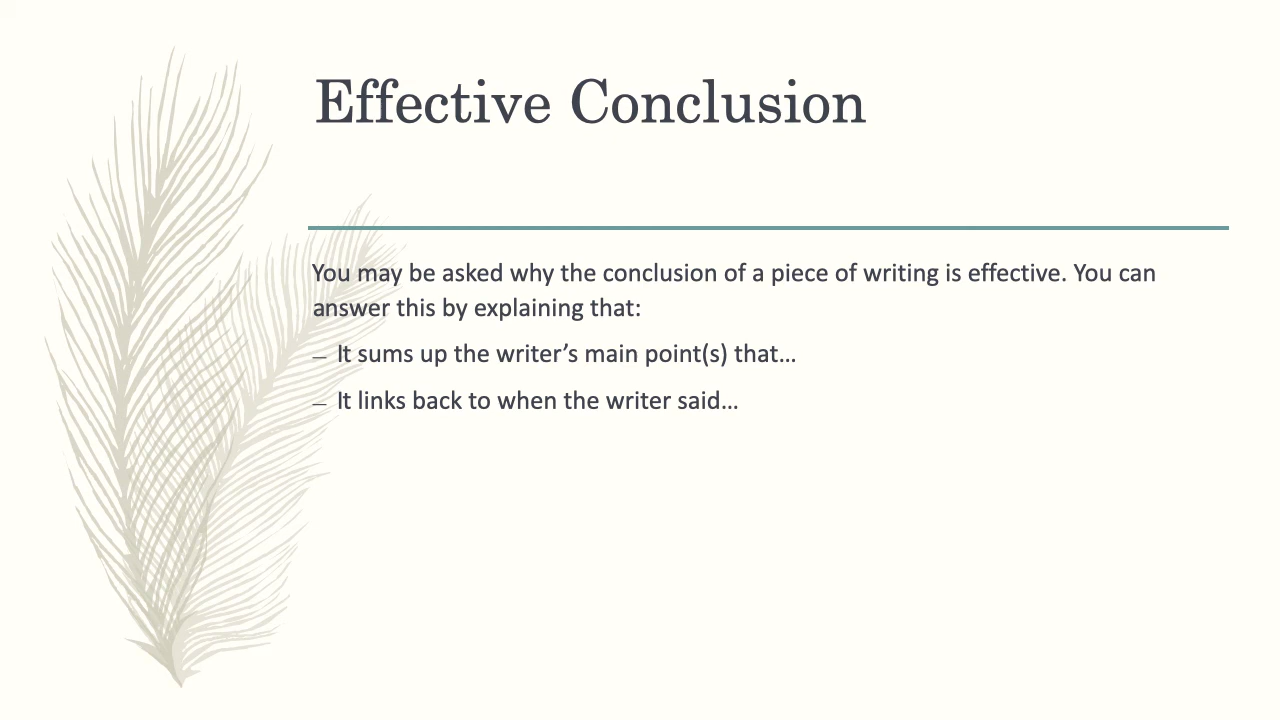 Effective Conclusion
You may be asked why the conclusion of a piece of writing is effective. You can
answer this by explaining that:
– It sums up the writer’s main point(s) that…
– It links back to when the writer said…